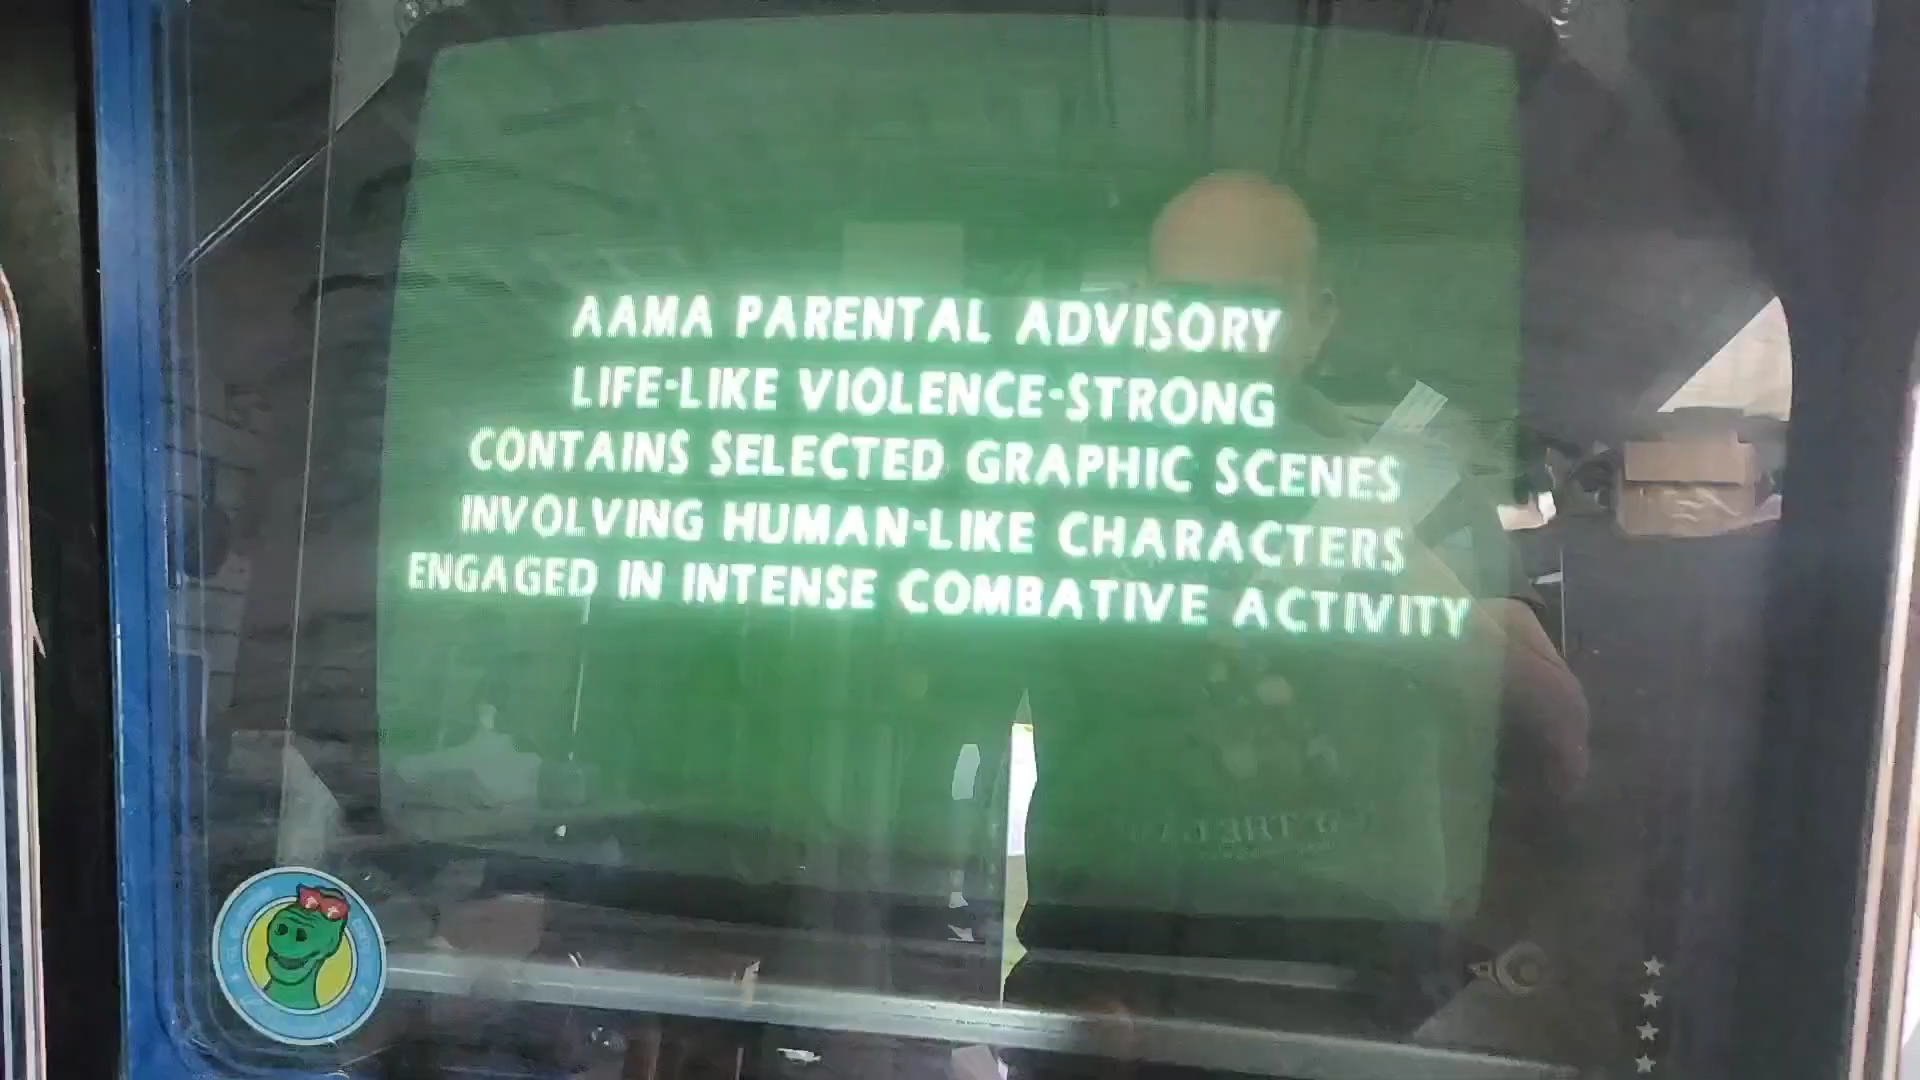 AAMA PARENTAL ADVISORY
LIFE-LIKE VIOLENCE-STRONG
CONTAINS SELECTED GRAPHIC SCENES
INVOLVING HUMAN-LIKE CHARACTERS
ENGAGED IN INTENSE COMBATIVE ACTIVITY